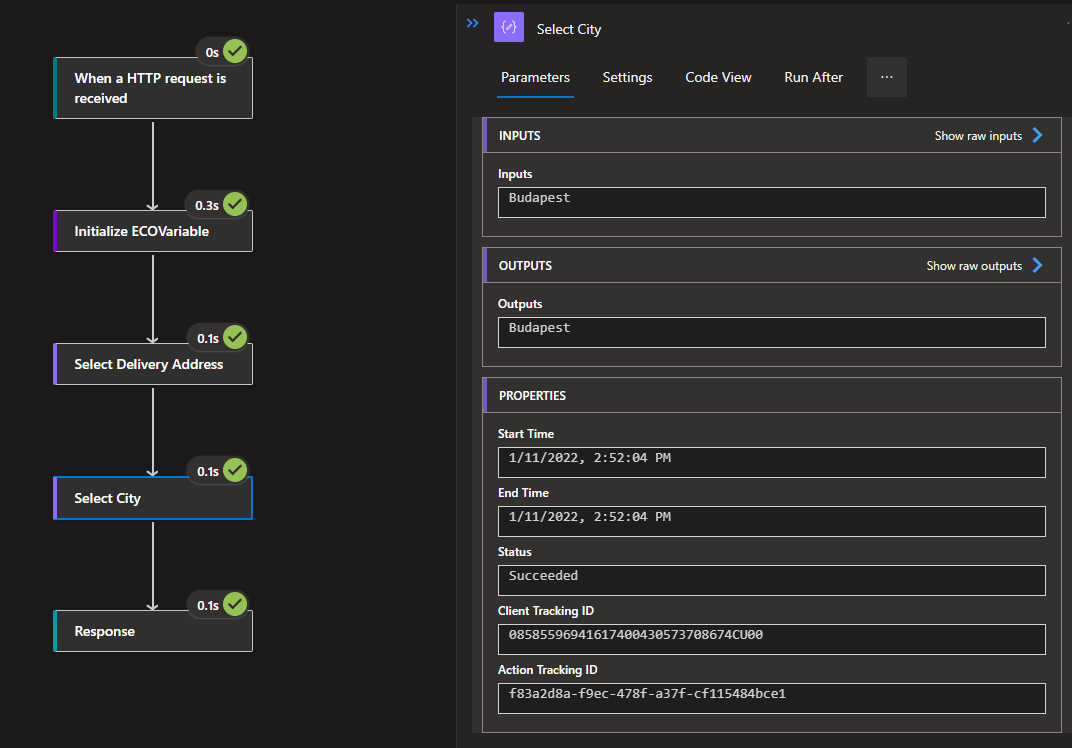 0s
When a HTTP request is
received
0.3s
Initialize ECOVariable
0.1s
Select Delivery Address
0.1s
Select City
0.1s
Response
Select City
Parameters Settings Code View Run After ...
INPUTS Show raw inputs
Inputs
Budapest
OUTPUTS Show raw outputs
Outputs
Budapest
PROPERTIES
Start Time
1/11/2022, 2:52:04 PM
End Time
1/11/2022, 2:52:04 PM
Status
Succeeded
Client Tracking ID
08585596941617400430573708674CU00
Action Tracking ID
f83a2d8a-f9ec-478f-a37f-cf115484bce1